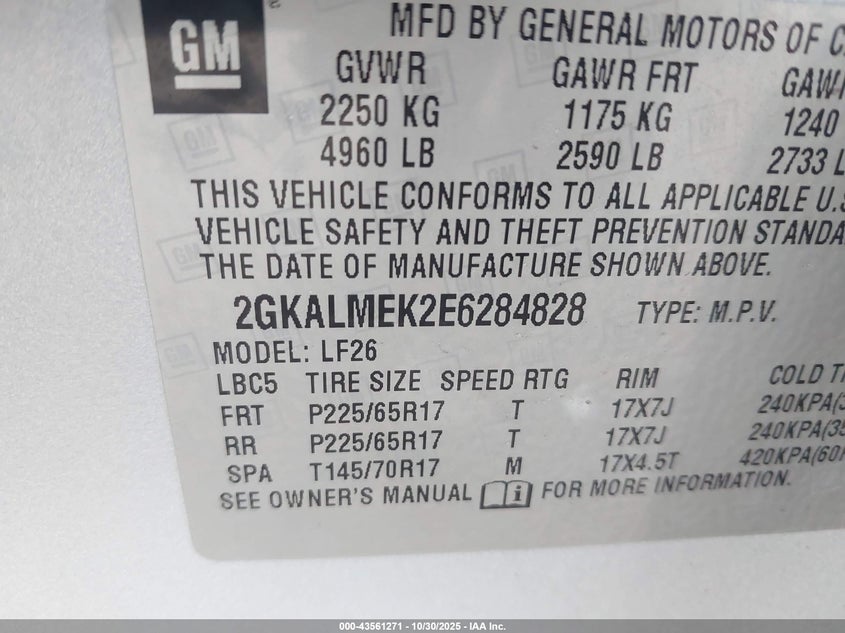 GM
MFD BY GENERAL MOTORS OF
GVWR GAWR FRT
2250 KG 1175 KG 1240
4960 LB 2590 LB 2733
THIS VEHICLE CONFORMS TO ALL APPLICABLE
VEHICLE SAFETY AND THEFT PREVENTION
THE DATE OF MANUFACTURE SHOWN ABOVE.
2GKALMEK2E6284828 TYPE: M.P.V.
MODEL: LF26
LBC5 TIRE SIZE SPEED RTG RIM COLD
FRT P225/65R17 T 17X7J 240KPA
RR P225/65R17 T 17X7J 240KPA
SPA T145/70R17 M 17X4.5T 420KPA
SEE OWNER'S MANUAL FOR MORE INFORMATION.
000-43561271 - 10/30/2025 - IAA Inc.